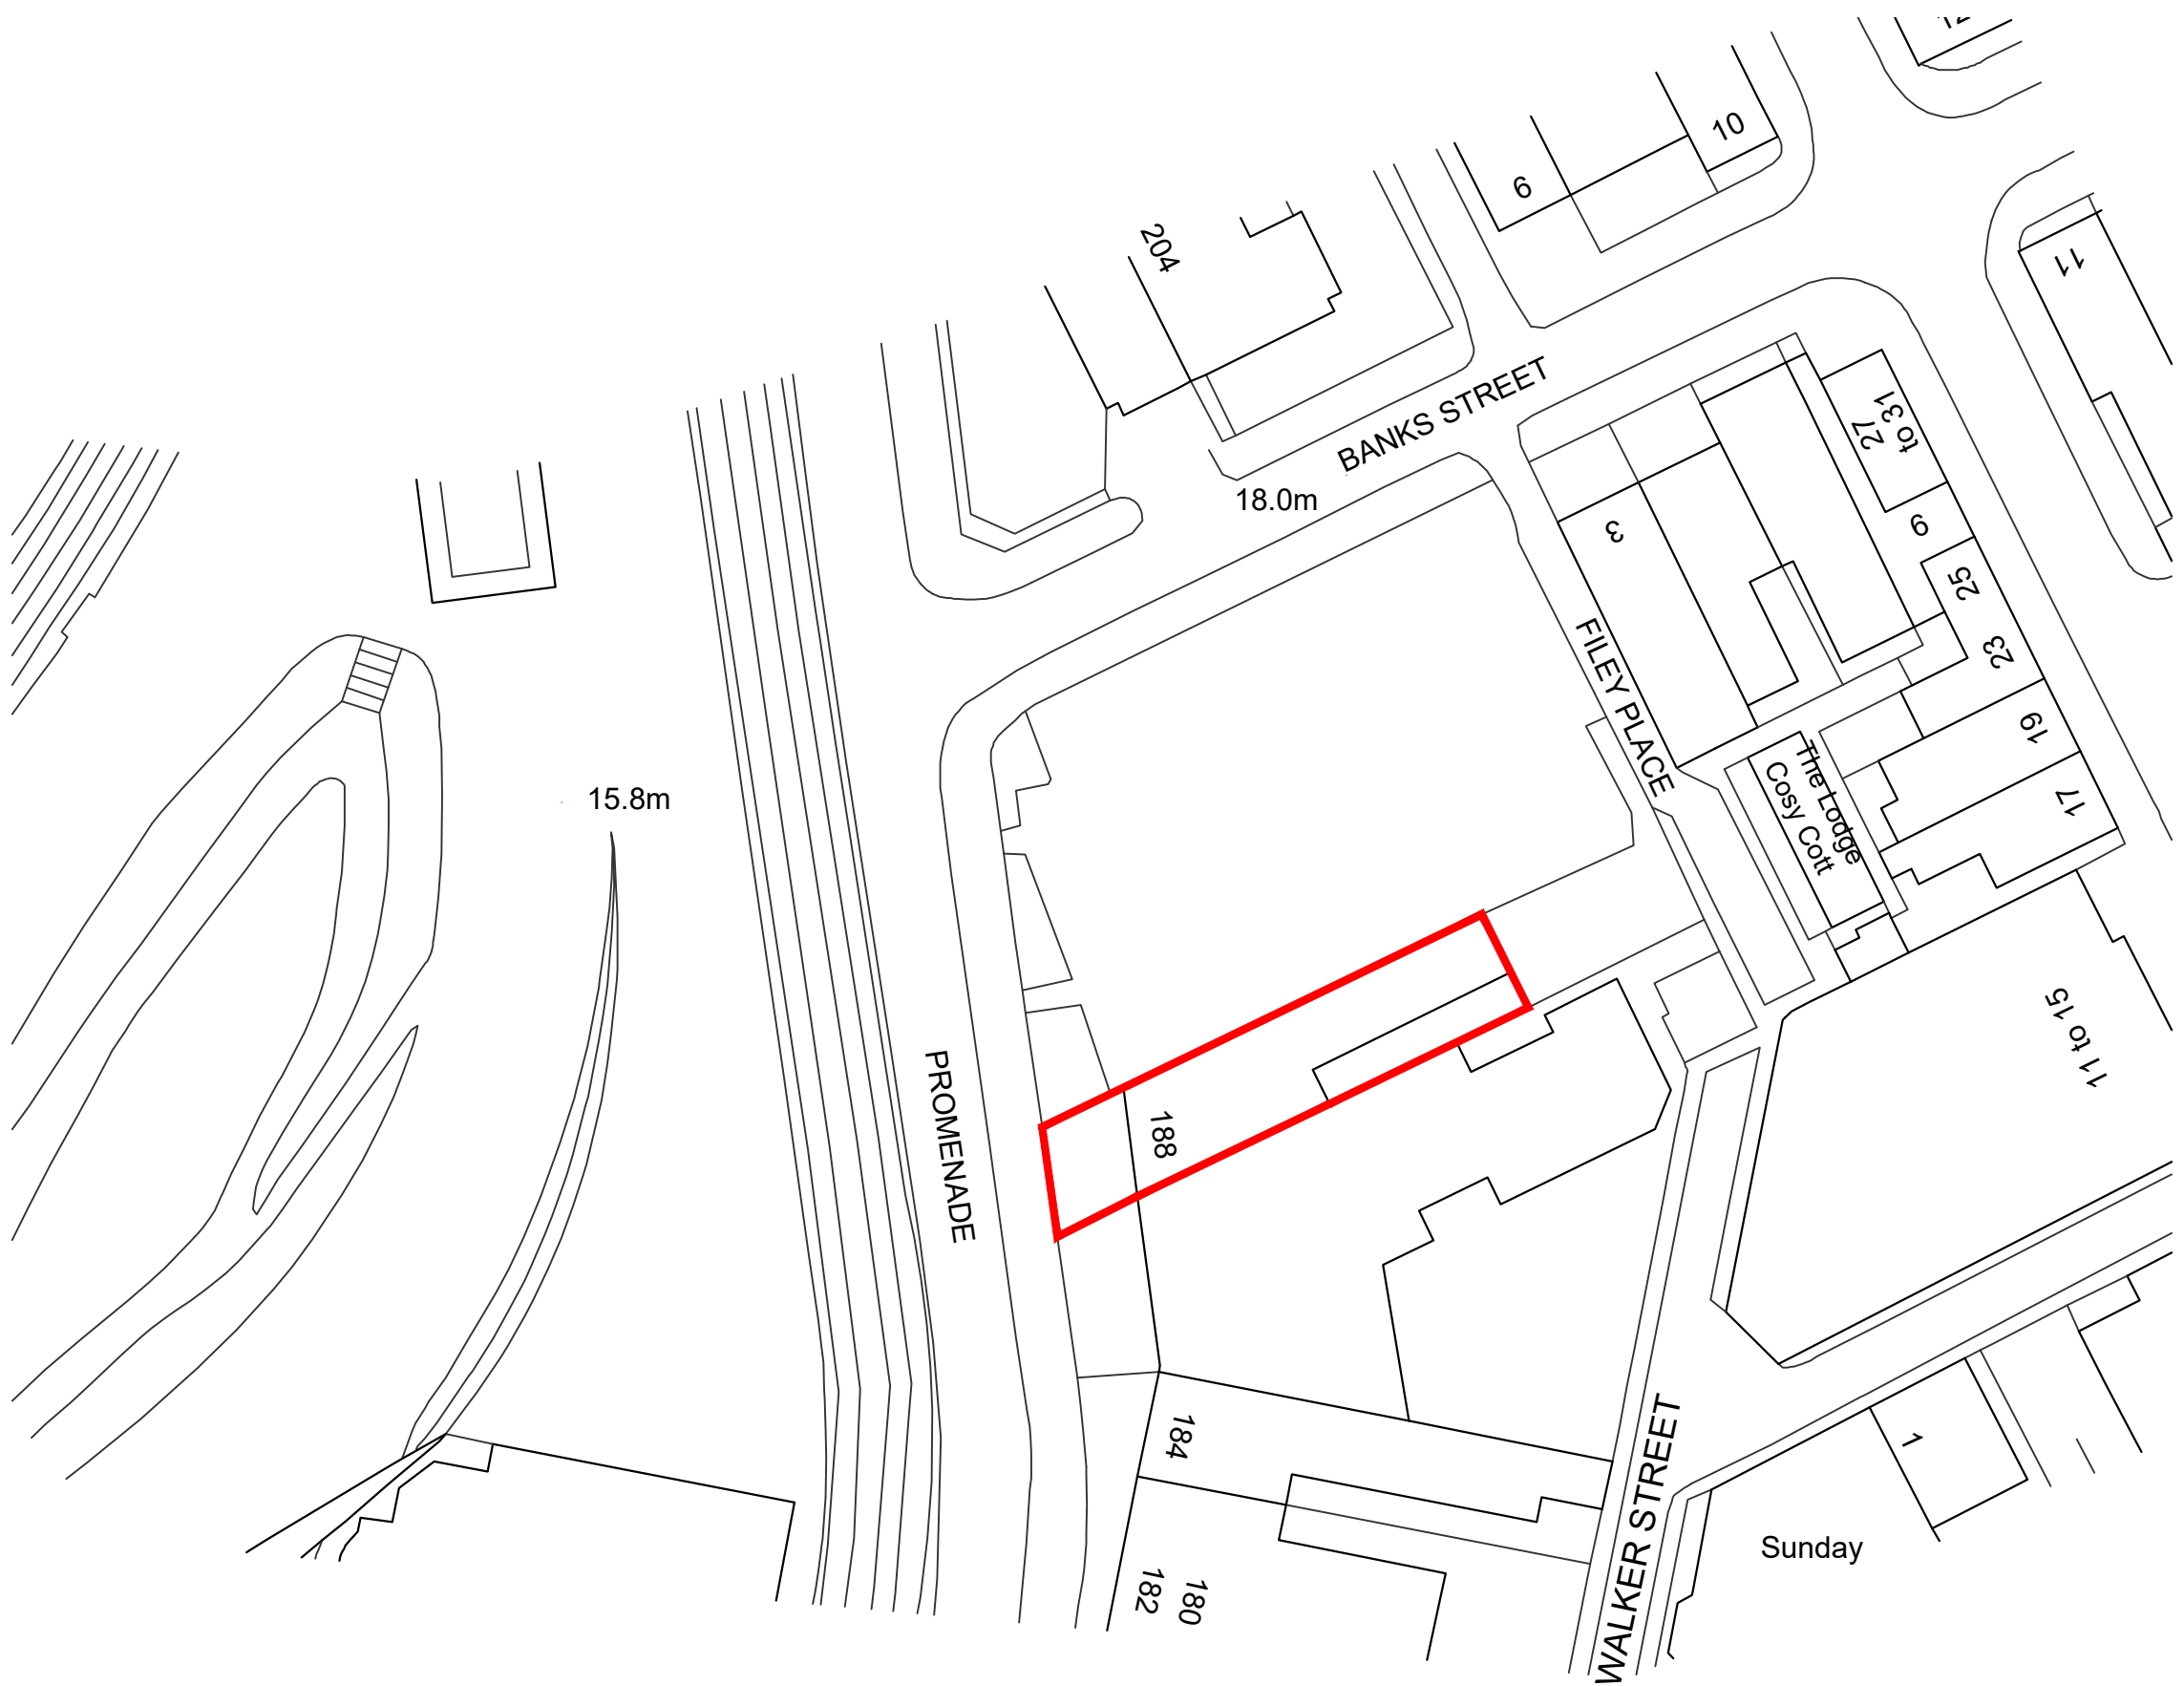 10
6
204
11
BANKS STREET
18.0m
27
to 31
3
9
25
FILEY PLACE
23
19
The Lodge
Cosy Cott
17
15.8m
11 to 15
PROMENADE
188
184
WALKER STREET
1
Sunday
182
180